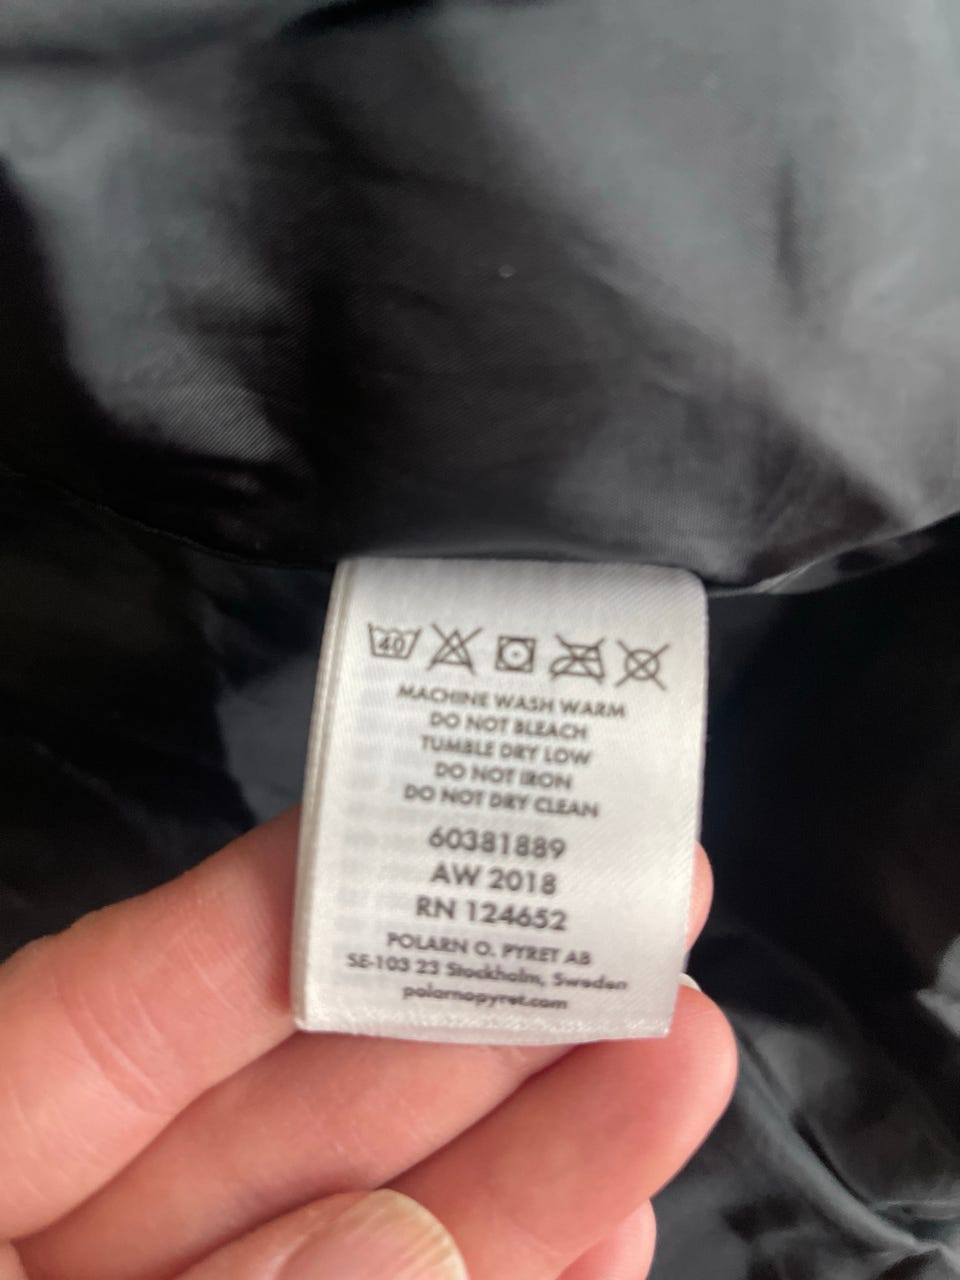 40
MACHINE WASH WARM
DO NOT BLEACH
TUMBLE DRY LOW
DO NOT IRON
DO NOT DRY CLEAN
60381889
AW 2018
RN 124652
POLARN O. PYRET AB
SE-103 23 Stockholm, Sweden
polarnopyret.com